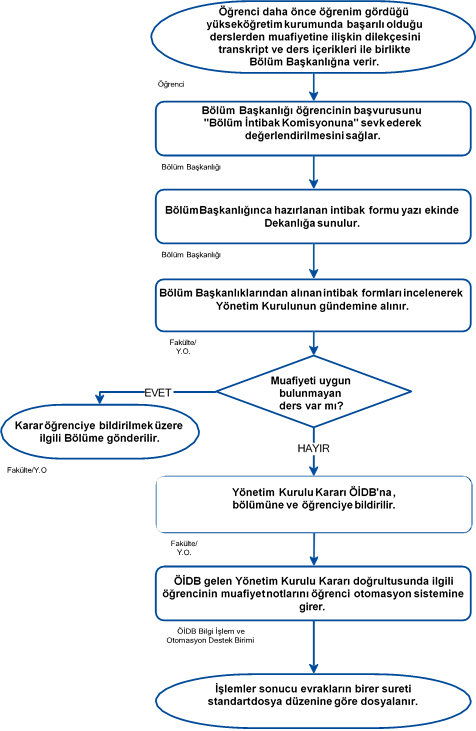 Öğrenci daha önce öğrenim gördüğü
yükseköğretim kurumunda başarılı olduğu
derslerden muafiyetine ilişkin dilekçesini
transkript ve ders içerikleri ile birlikte
Bölüm Başkanlığna verir.
Öğrenci
Bölüm Başkanlığı öğrencinin başvurusunu
"Bölüm İntibak Komisyonuna" sevk ederek
değerlendirilmesini sağlar.
Bölüm Başkanlığı
Bölüm Başkanlığınca hazırlanan intibak formu yazı ekinde
Dekanlığa sunulur.
Bölüm Başkanlığı
Bölüm Başkanlıklarından alınan intibak formları incelenerek
Yönetim Kurulunun gündemine alınır.
Fakülte/
Y.O.
Muafiyeti uygun
bulunmayan
ders var mı?
EVET
Karar öğrenciye bildirilmek üzere
ilgili Bölüme gönderilir.
Fakülte/Y.O
HAYIR
Yönetim Kurulu Kararı ÖİDB'na,
bölümüne ve öğrenciye bildirilir.
Fakülte/
Y.O.
ÖİDB gelen Yönetim Kurulu Kararı doğrultusunda ilgili
öğrencinin muafiyet notlarını öğrenci otomasyon sistemine
girer.
ÖİDB Bilgi İşlem ve
Otomasyon Destek Birimi
İşlemler sonucu evrakların birer sureti
standart dosya düzenine göre dosyalanır.